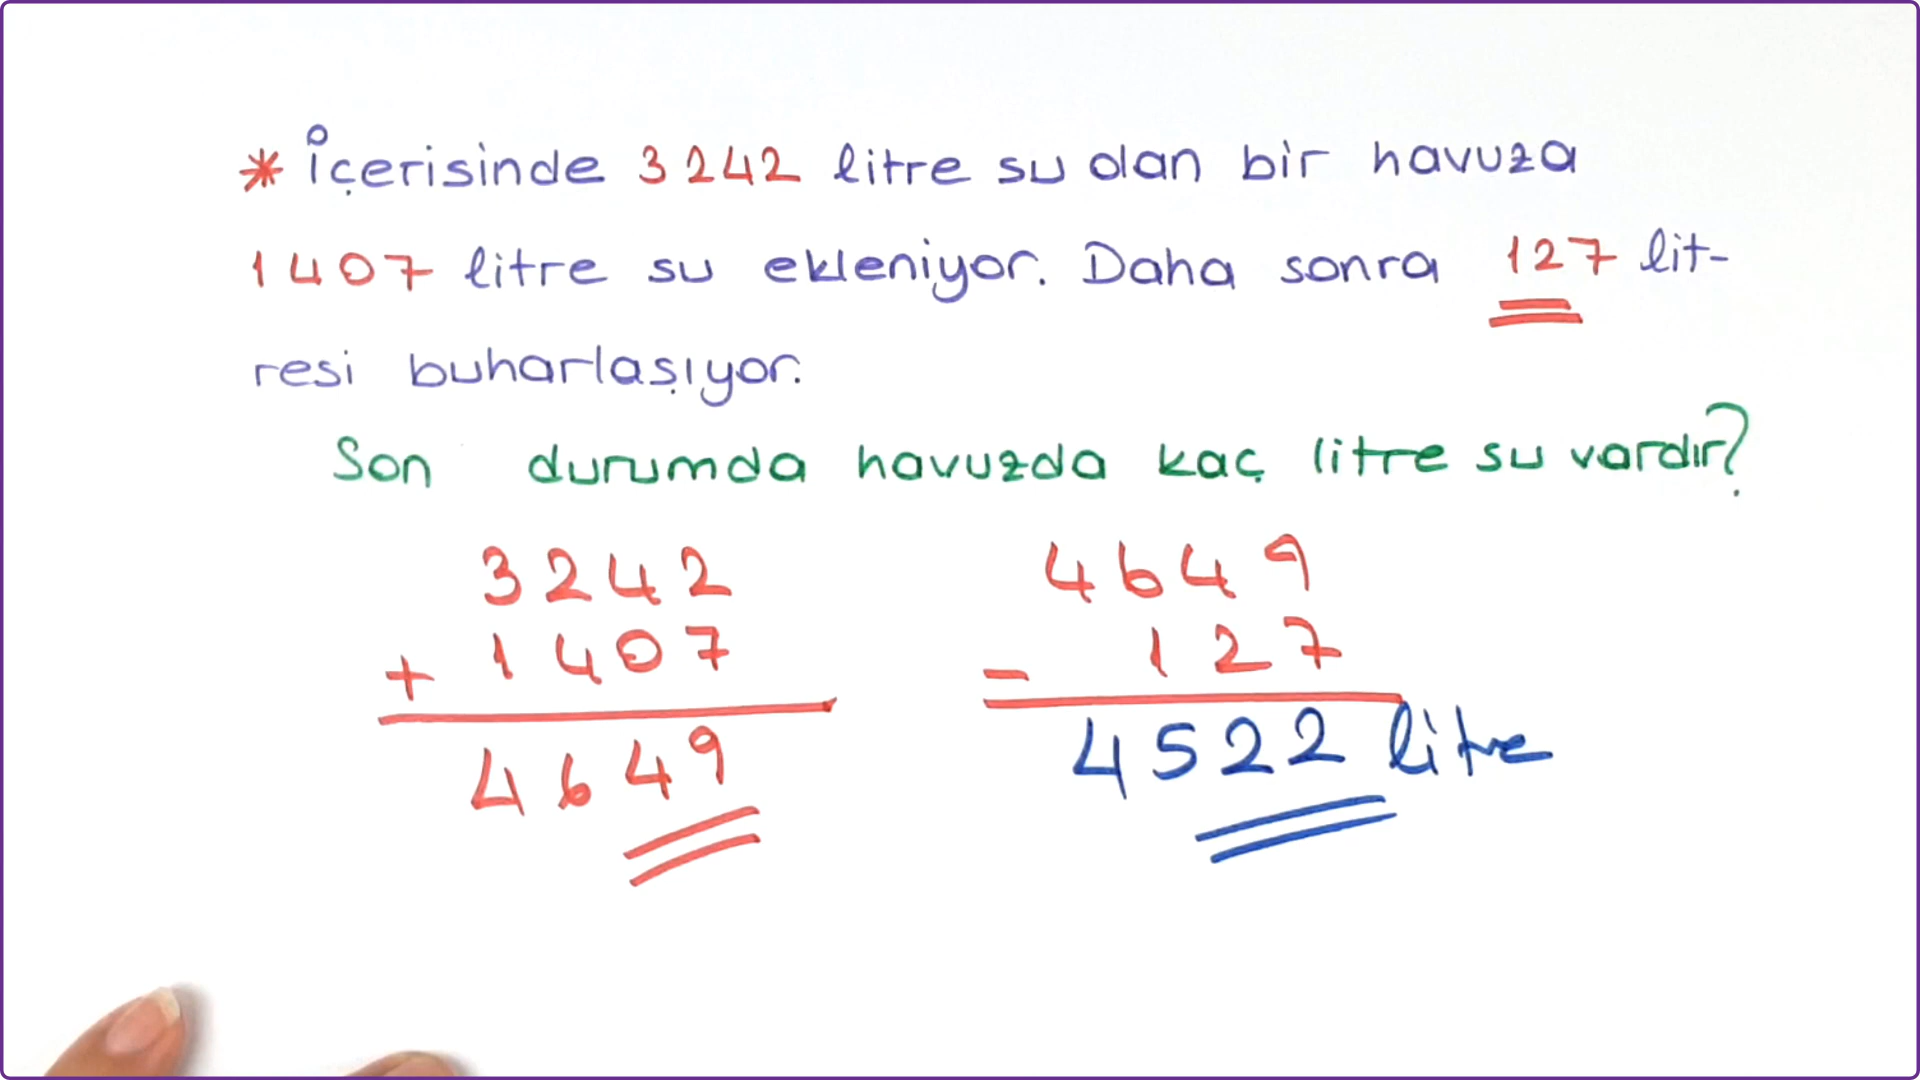 * İçerisinde 3242 litre su olan bir havuza
1407 litre su ekleniyor. Daha sonra 127 lit-
resi buharlaşıyor.
Son durumda havuzda kaç litre su vardır?
3242
+ 1407
4649
4649
- 127
4522 litre